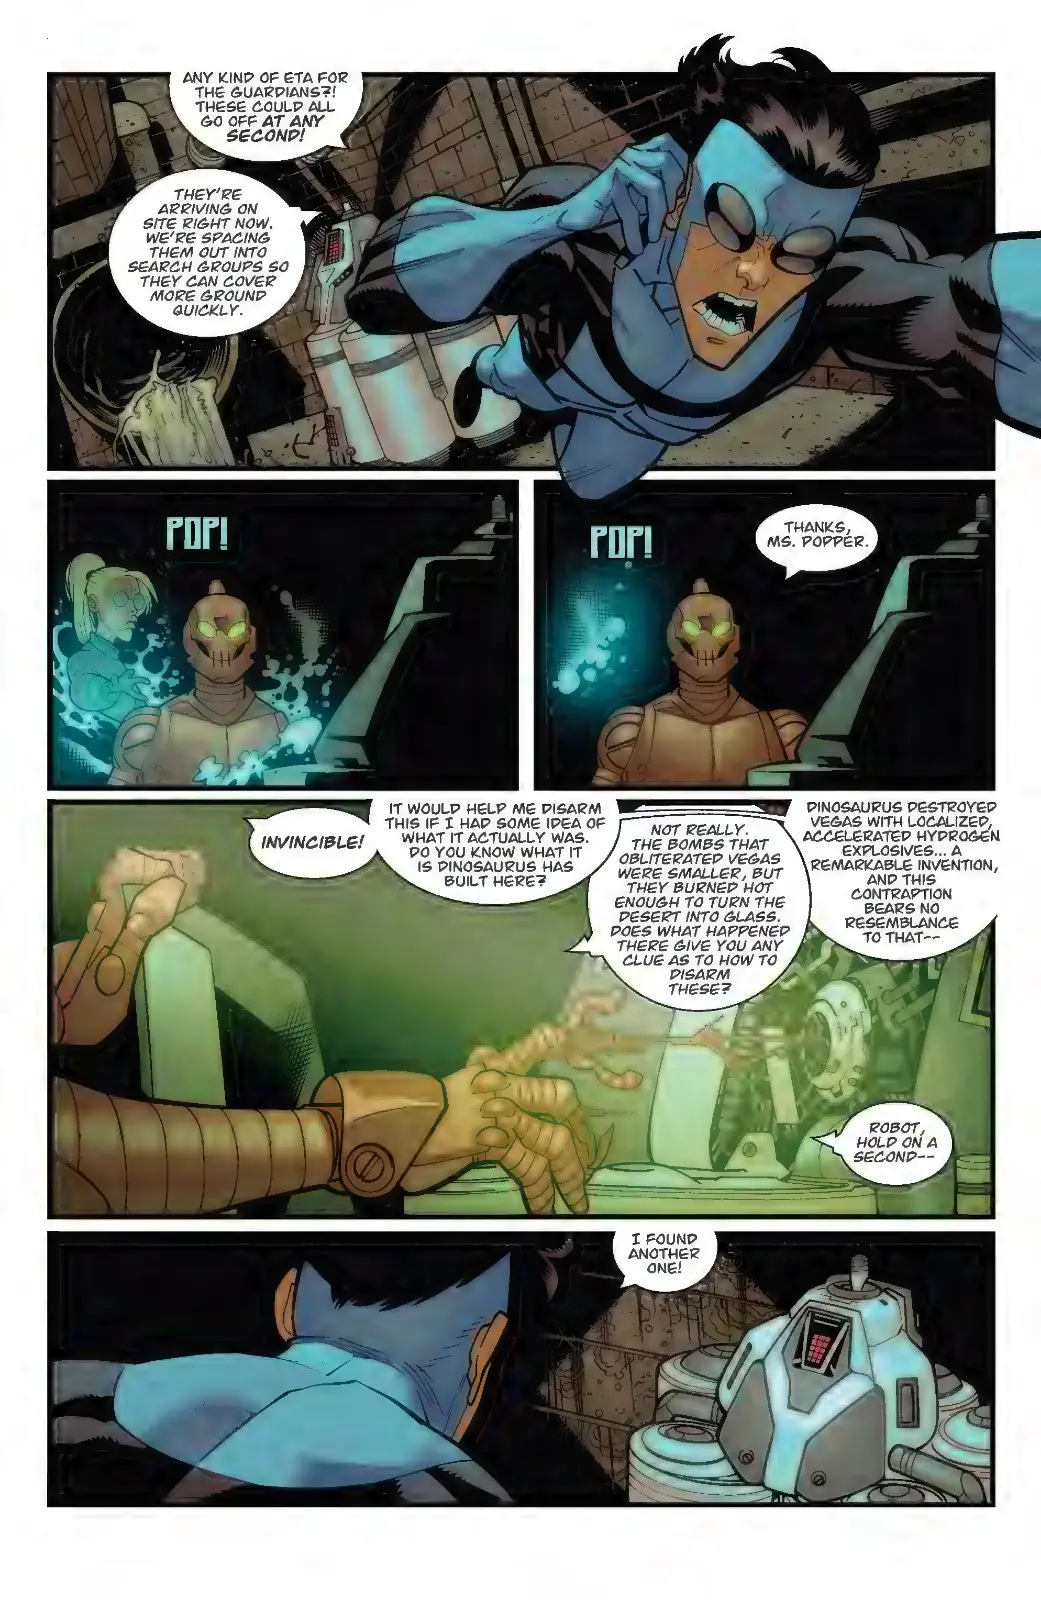 ANY KIND OF ETA FOR
THE GUARDIANS?!
THESE COULD ALL
GO OFF AT ANY
SECOND!
THEY'RE
ARRIVING ON
SITE RIGHT NOW.
WE'RE SPACING
THEM OUT INTO
SEARCH GROUPS SO
THEY CAN COVER
MORE GROUND
QUICKLY.
POP!
POP!
THANKS,
MS. POPPER.
INVINCIBLE!
IT WOULD HELP ME DISARM
THIS IF I HAD SOME IDEA OF
WHAT IT ACTUALLY WAS.
DO YOU KNOW WHAT IT
IS DINOSAURUS HAS
BUILT HERE?
NOT REALLY.
THE BOMBS THAT
OBLITERATED VEGAS
WERE SMALLER, BUT
THEY BURNED HOT
ENOUGH TO TURN THE
DESERT INTO GLASS.
DOES WHAT HAPPENED
THERE GIVE YOU ANY
CLUE AS TO HOW TO
DISARM
THESE?
DINOSAURUS DESTROYED
VEGAS WITH LOCALIZED,
ACCELERATED HYDROGEN
EXPLOSIVES... A
REMARKABLE INVENTION,
AND THIS
CONTRAPTION
BEARS NO
RESEMBLANCE
TO THAT--
ROBOT,
HOLD ON A
SECOND--
I FOUND
ANOTHER
ONE!